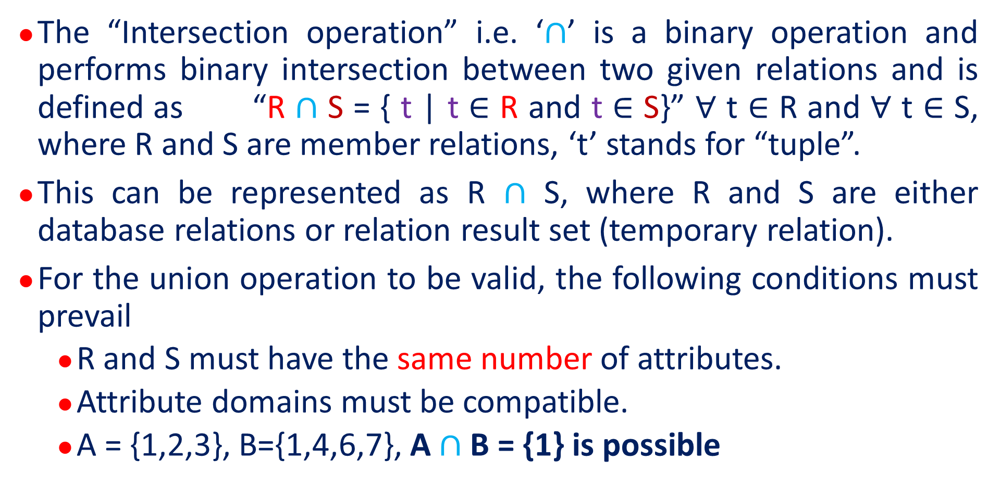 • The “Intersection operation” i.e. ‘∩’ is a binary operation and
performs binary intersection between two given relations and is
defined as “R ∩ S = { t | t ∈ R and t ∈ S}” ∀ t ∈ R and ∀ t ∈ S,
where R and S are member relations, ‘t’ stands for “tuple”.
• This can be represented as R ∩ S, where R and S are either
database relations or relation result set (temporary relation).
• For the union operation to be valid, the following conditions must
prevail
• R and S must have the same number of attributes.
• Attribute domains must be compatible.
• A = {1,2,3}, B={1,4,6,7}, A ∩ B = {1} is possible